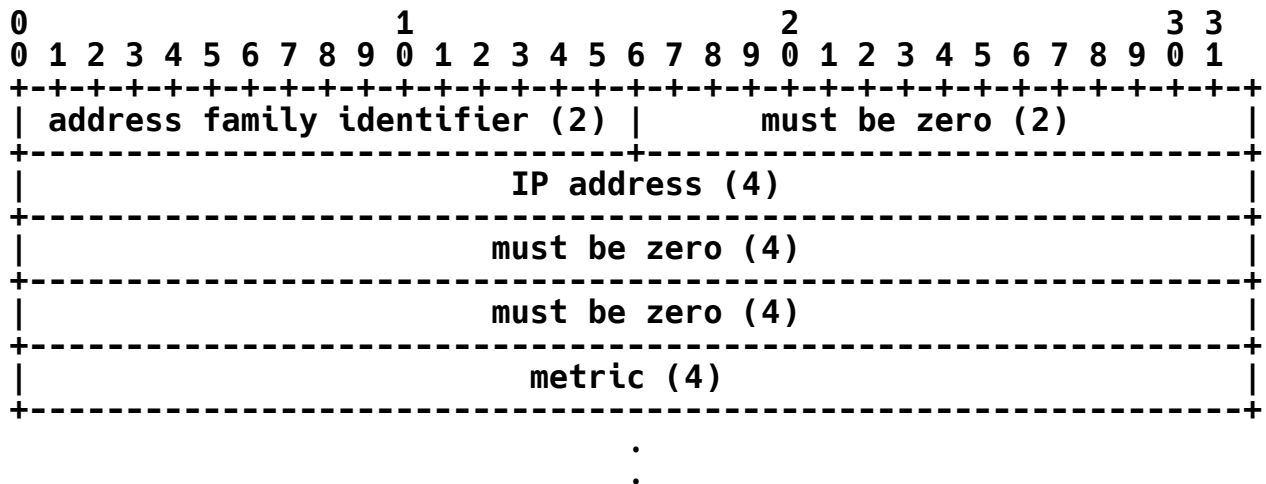 0                   1                   2                   3 3
0 1 2 3 4 5 6 7 8 9 0 1 2 3 4 5 6 7 8 9 0 1 2 3 4 5 6 7 8 9 0 1
+-+-+-+-+-+-+-+-+-+-+-+-+-+-+-+-+-+-+-+-+-+-+-+-+-+-+-+-+-+-+-+-+
| address family identifier (2) |      must be zero (2)         |
+-------------------------------+-------------------------------+
|                         IP address (4)                        |
+---------------------------------------------------------------+
|                        must be zero (4)                       |
+---------------------------------------------------------------+
|                        must be zero (4)                       |
+---------------------------------------------------------------+
|                          metric (4)                           |
+---------------------------------------------------------------+
                                .
                                .